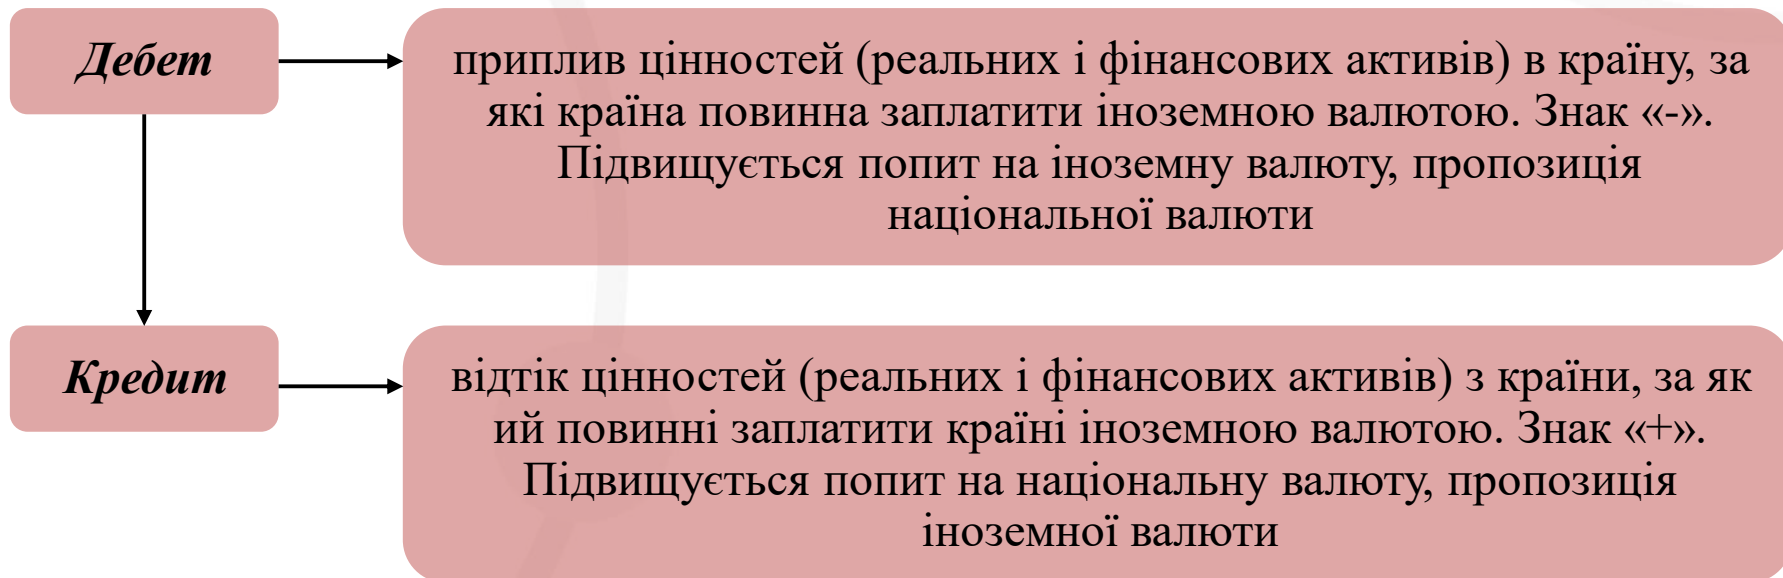 Дебет
приплив цінностей (реальних і фінансових активів) в країну, за
які країна повинна заплатити іноземною валютою. Знак «-».
Підвищується попит на іноземну валюту, пропозиція
національної валюти
Кредит
відтік цінностей (реальних і фінансових активів) з країни, за як
ий повинні заплатити країні іноземною валютою. Знак «+».
Підвищується попит на національну валюту, пропозиція
іноземної валюти